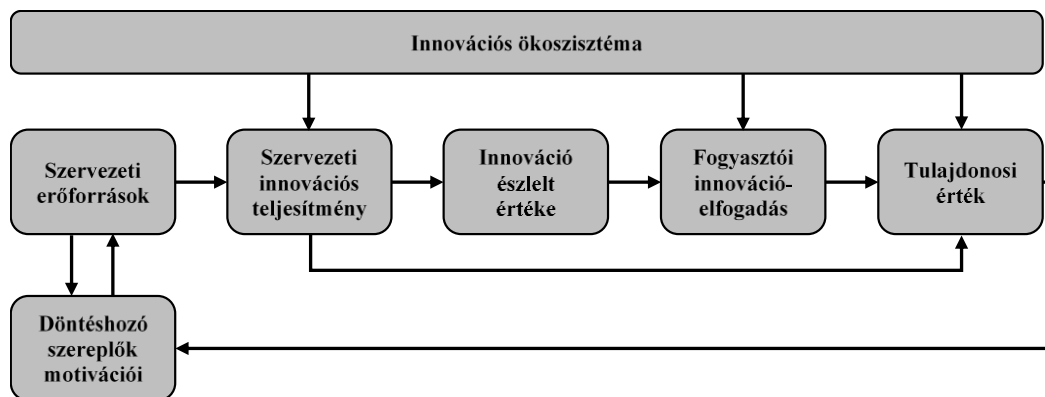 Innovációs ökoszisztéma
Szervezeti
erőforrások
Szervezeti
innovációs
teljesítmény
Innováció
észlelt
értéke
Fogyasztói
innováció-
elfogadás
Tulajdonosi
érték
Döntéshozó
szereplők
motivációi